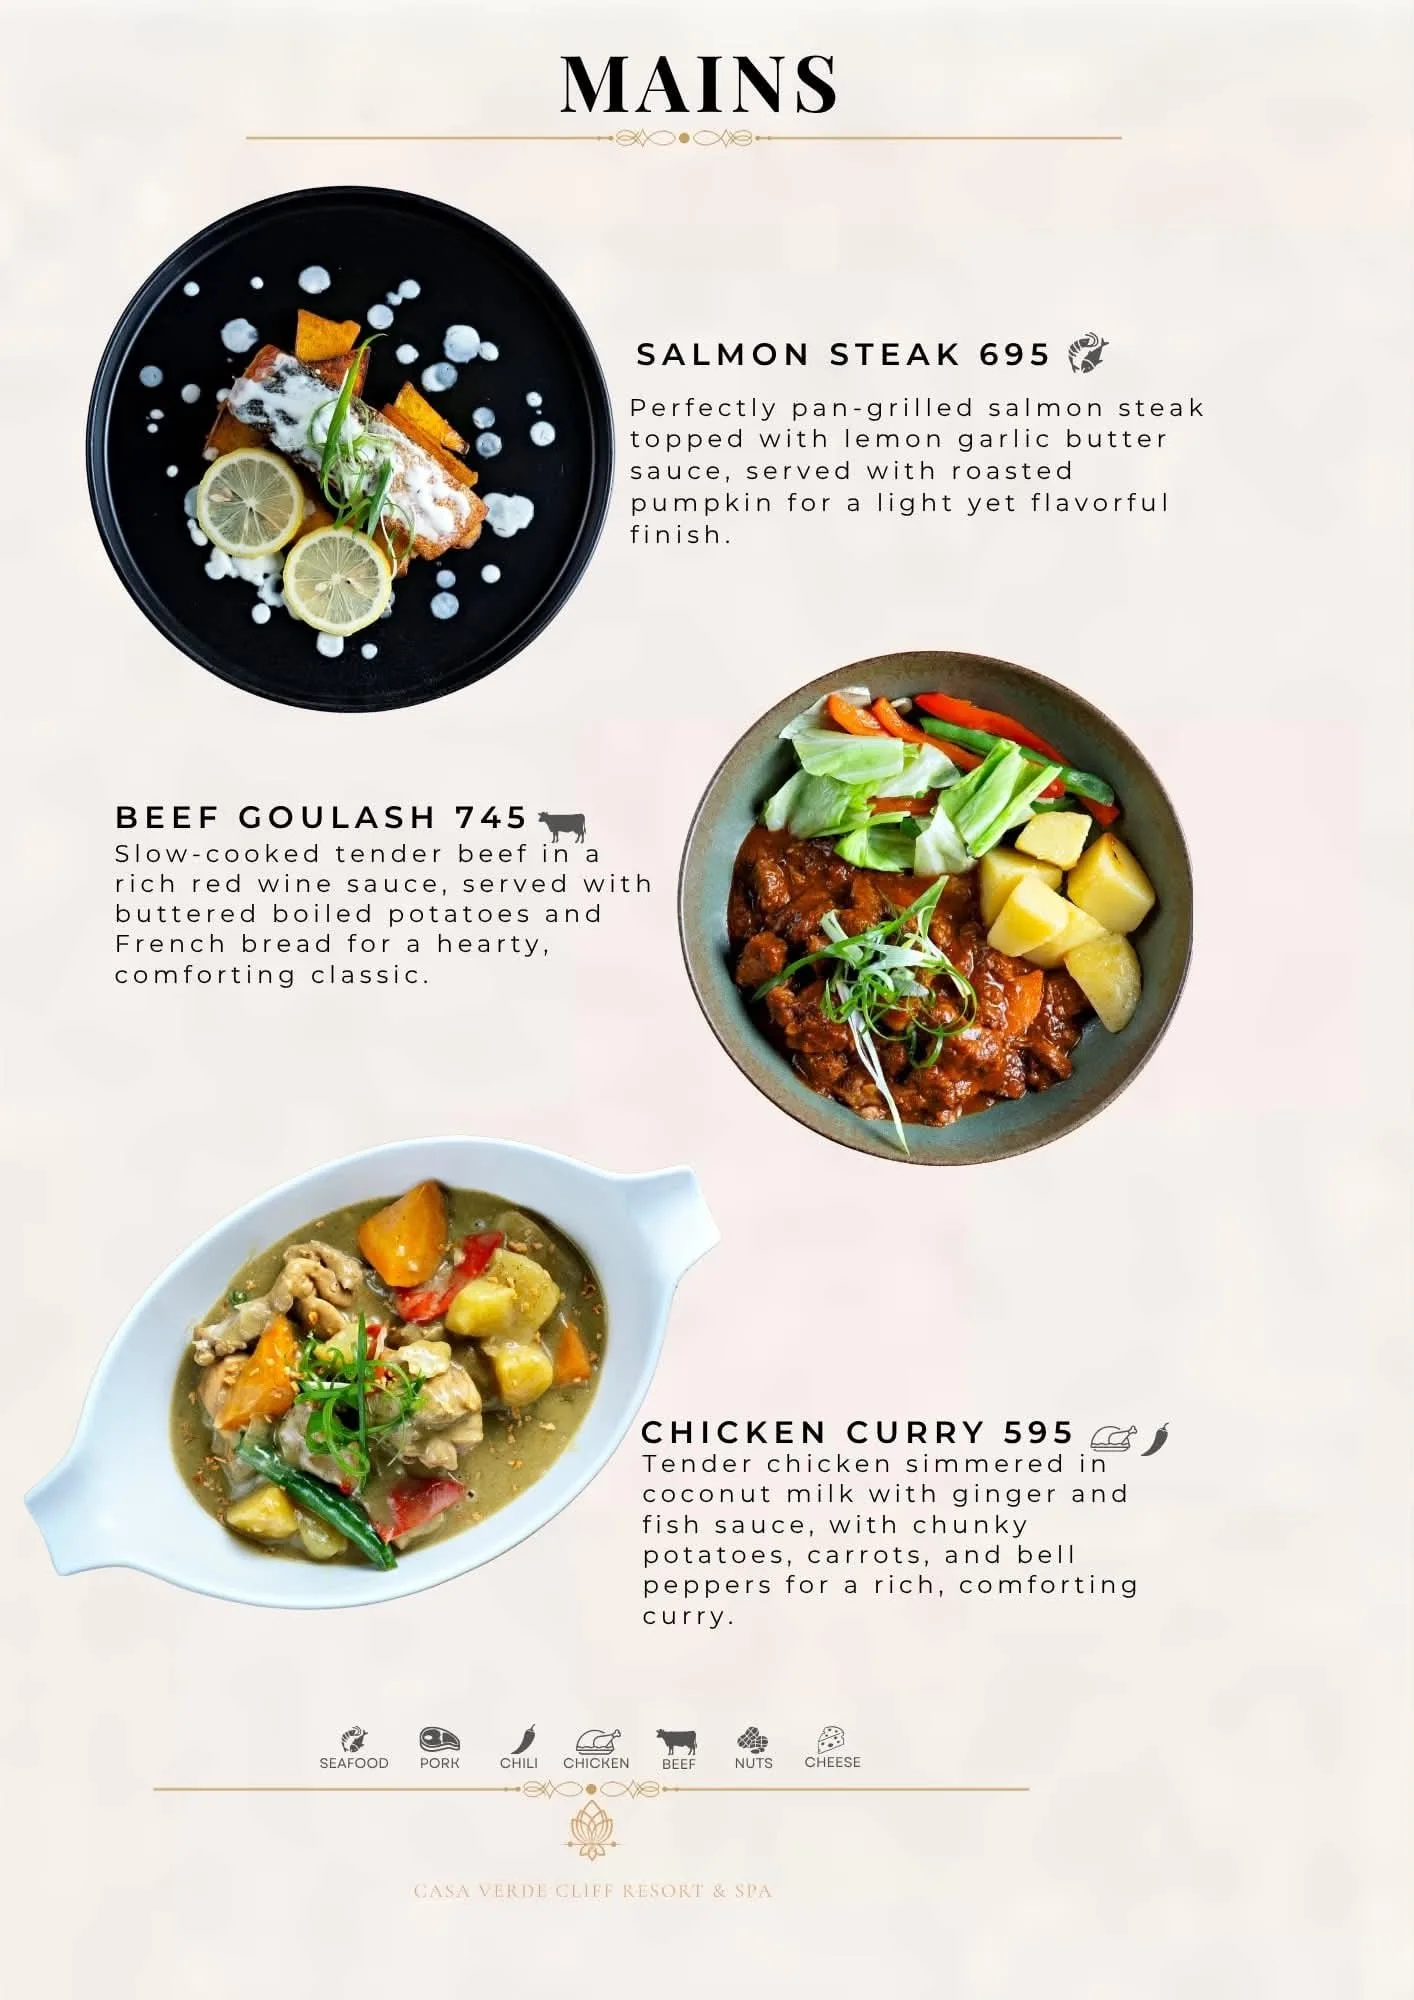 MAINS
SALMON STEAK 695
Perfectly pan-grilled salmon steak
topped with lemon garlic butter
sauce, served with roasted
pumpkin for a light yet flavorful
finish.
BEEF GOULASH 745
Slow-cooked tender beef in a
rich red wine sauce, served with
buttered boiled potatoes and
French bread for a hearty,
comforting classic.
CHICKEN CURRY 595
Tender chicken simmered in
coconut milk with ginger and
fish sauce, with chunky
potatoes, carrots, and bell
peppers for a rich, comforting
curry.
SEAFOOD PORK CHILI CHICKEN BEEF NUTS CHEESE
CASA VERDE CLIFF RESORT & SPA